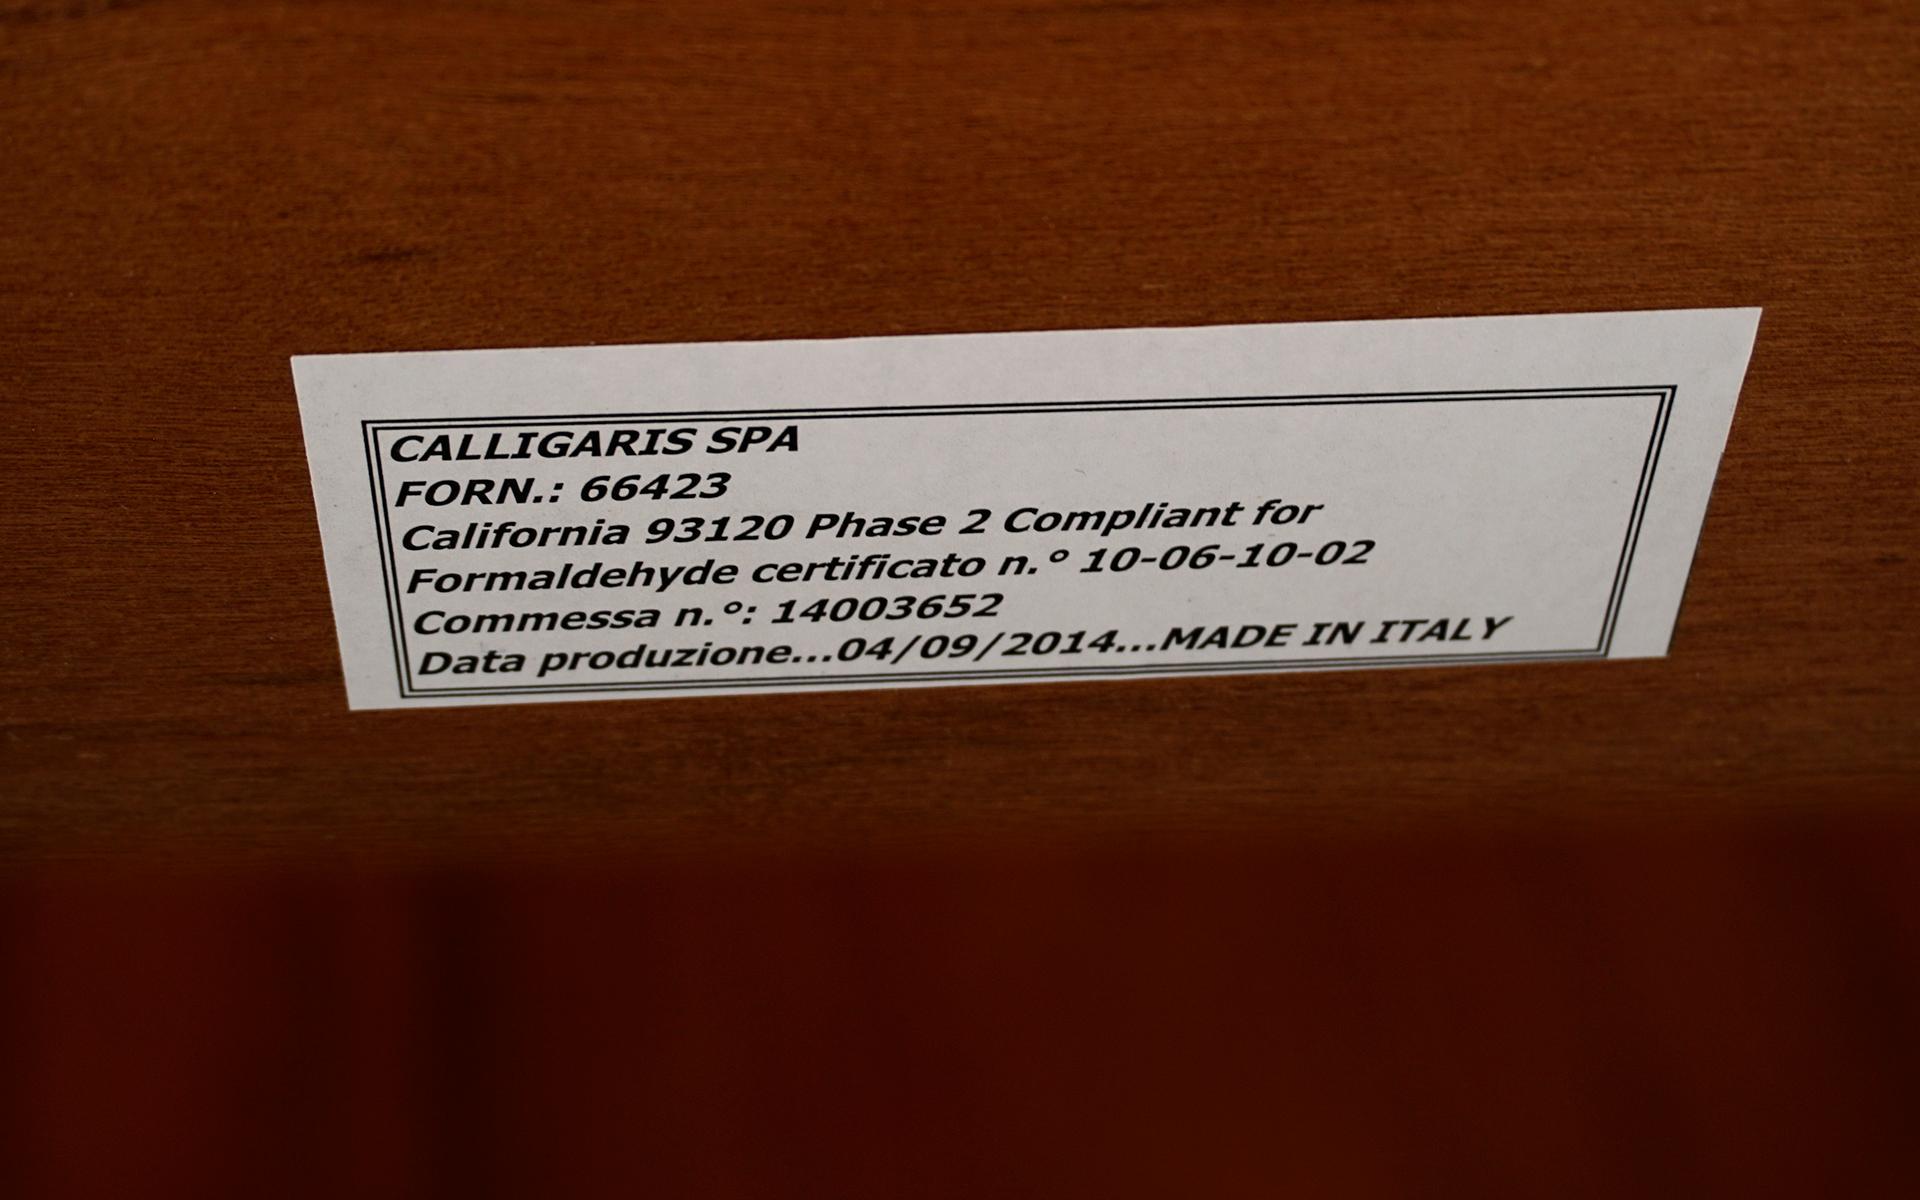 CALLIGARIS SPA
FORN.: 66423
California 93120 Phase 2 Compliant for
Formaldehyde certificato n.° 10-06-10-02
Commessa n.°: 14003652
Data produzione...04/09/2014...MADE IN ITALY